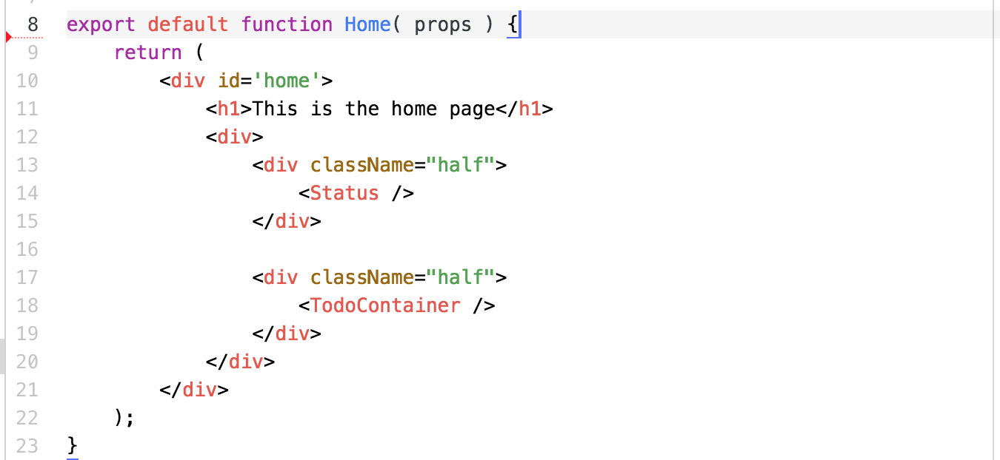 8 export default function Home( props ) {
9     return (
10         <div id='home'>
11             <h1>This is the home page</h1>
12             <div>
13                 <div className="half">
14                     <Status />
15                 </div>
16
17                 <div className="half">
18                     <TodoContainer />
19                 </div>
20             </div>
21         </div>
22     );
23 }